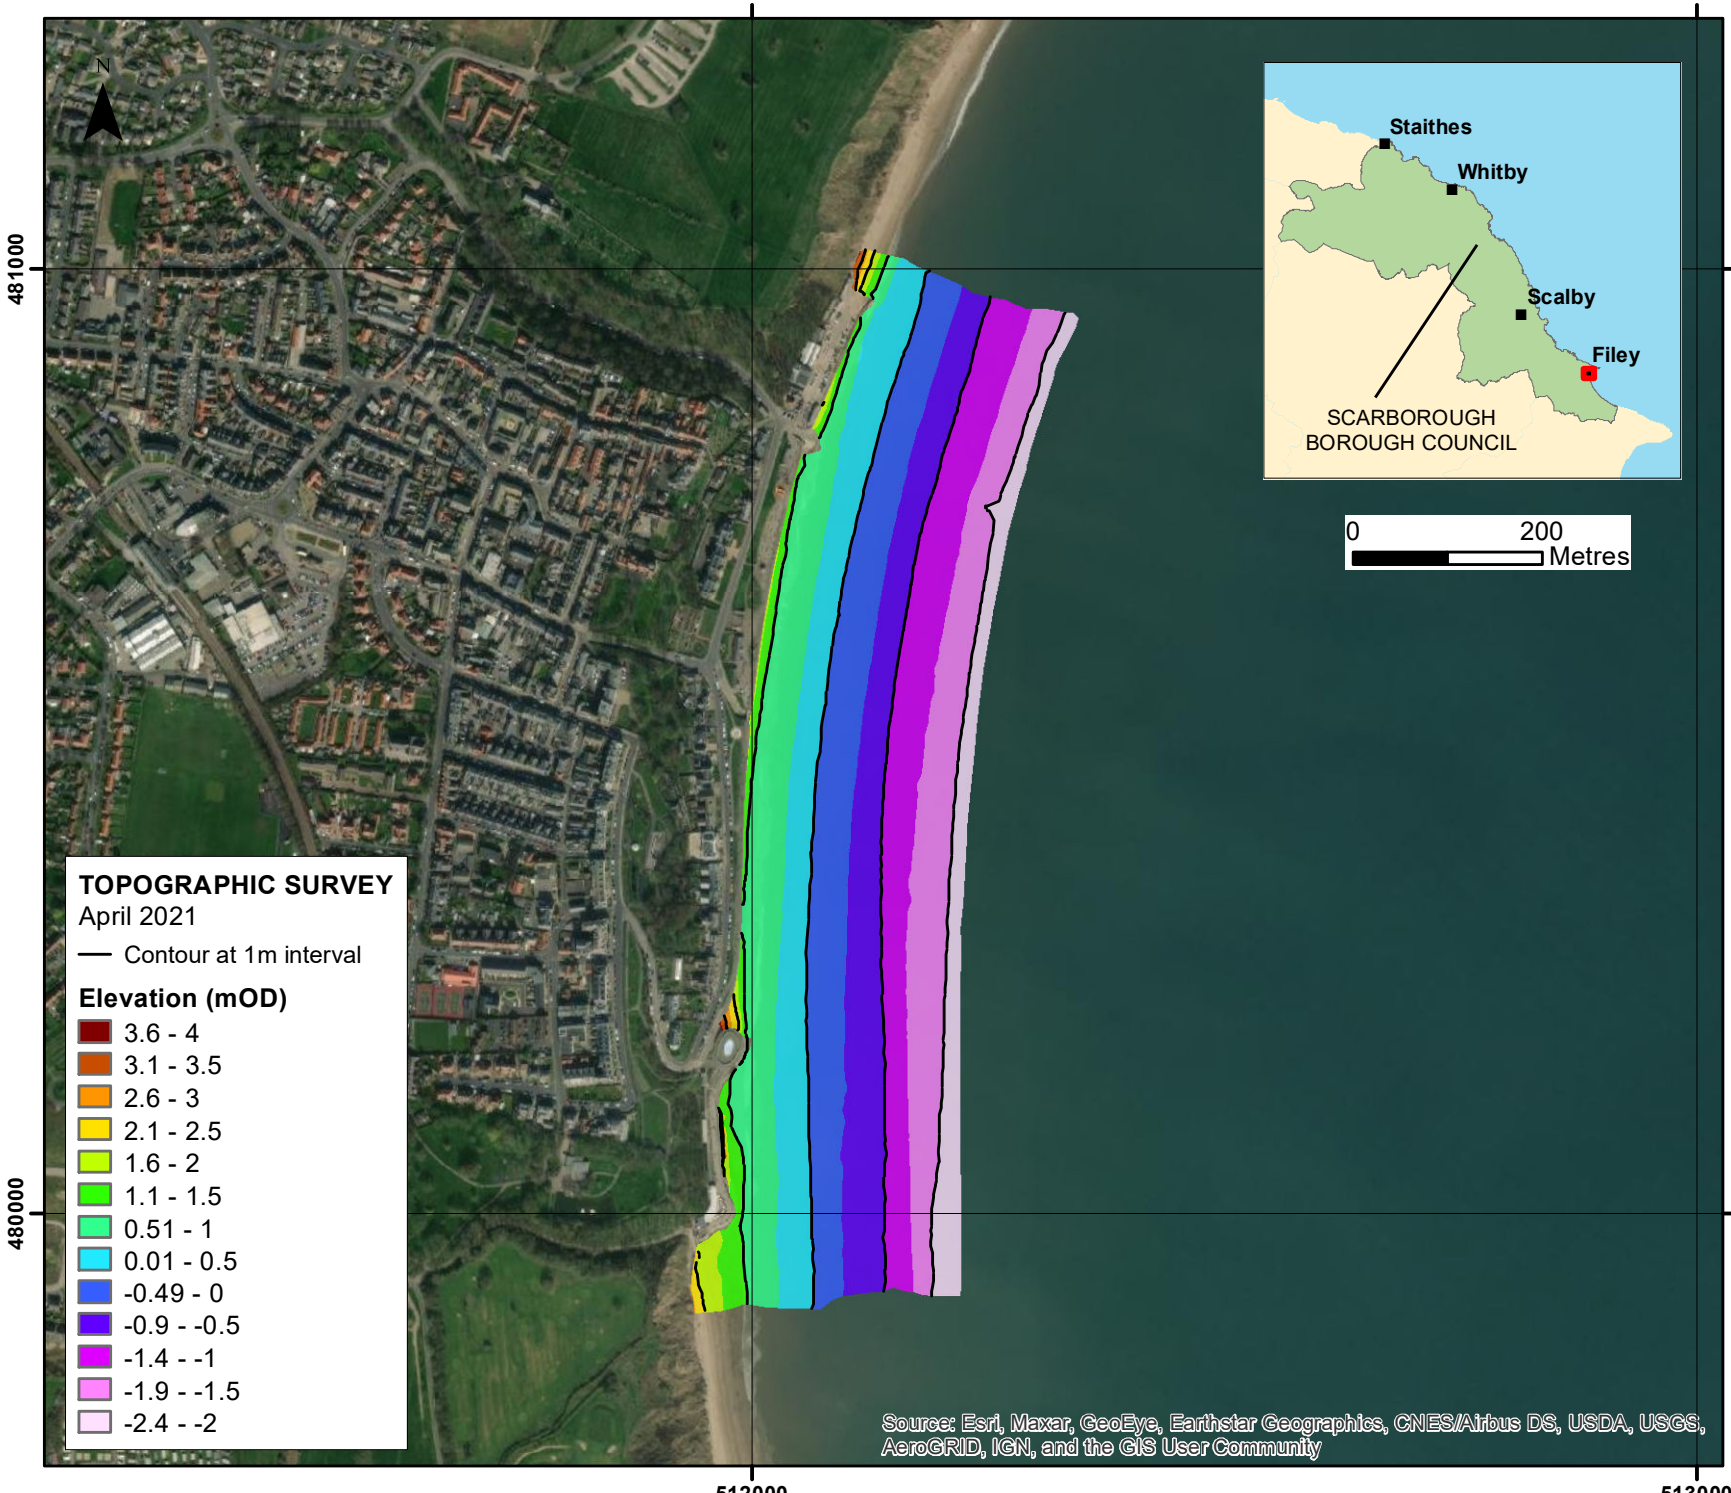 N
Staithes
Whitby
Scalby
Filey
SCARBOROUGH
BOROUGH COUNCIL
0 200
Metres
481000
480000
TOPOGRAPHIC SURVEY
April 2021
Contour at 1m interval
Elevation (mOD)
3.6 - 4
3.1 - 3.5
2.6 - 3
2.1 - 2.5
1.6 - 2
1.1 - 1.5
0.51 - 1
0.01 - 0.5
-0.49 - 0
-0.9 - -0.5
-1.4 - -1
-1.9 - -1.5
-2.4 - -2
Source: Esri, Maxar, GeoEye, Earthstar Geographics, CNES/Airbus DS, USDA, USGS,
AeroGRID, IGN, and the GIS User Community
512000 513000